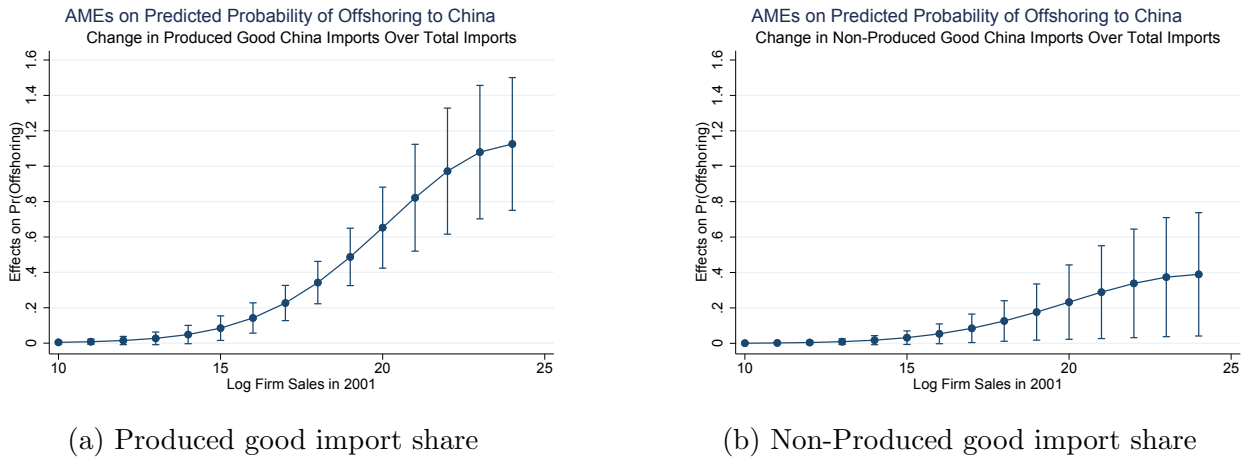 AMEs on Predicted Probability of Offshoring to China
Change in Produced Good China Imports Over Total Imports
Effects on Pr(Offshoring)
1.6
1.4
1.2
1
.8
.6
.4
.2
0
10
15
20
25
Log Firm Sales in 2001
(a) Produced good import share
AMEs on Predicted Probability of Offshoring to China
Change in Non-Produced Good China Imports Over Total Imports
Effects on Pr(Offshoring)
1.6
1.4
1.2
1
.8
.6
.4
.2
0
10
15
20
25
Log Firm Sales in 2001
(b) Non-Produced good import share